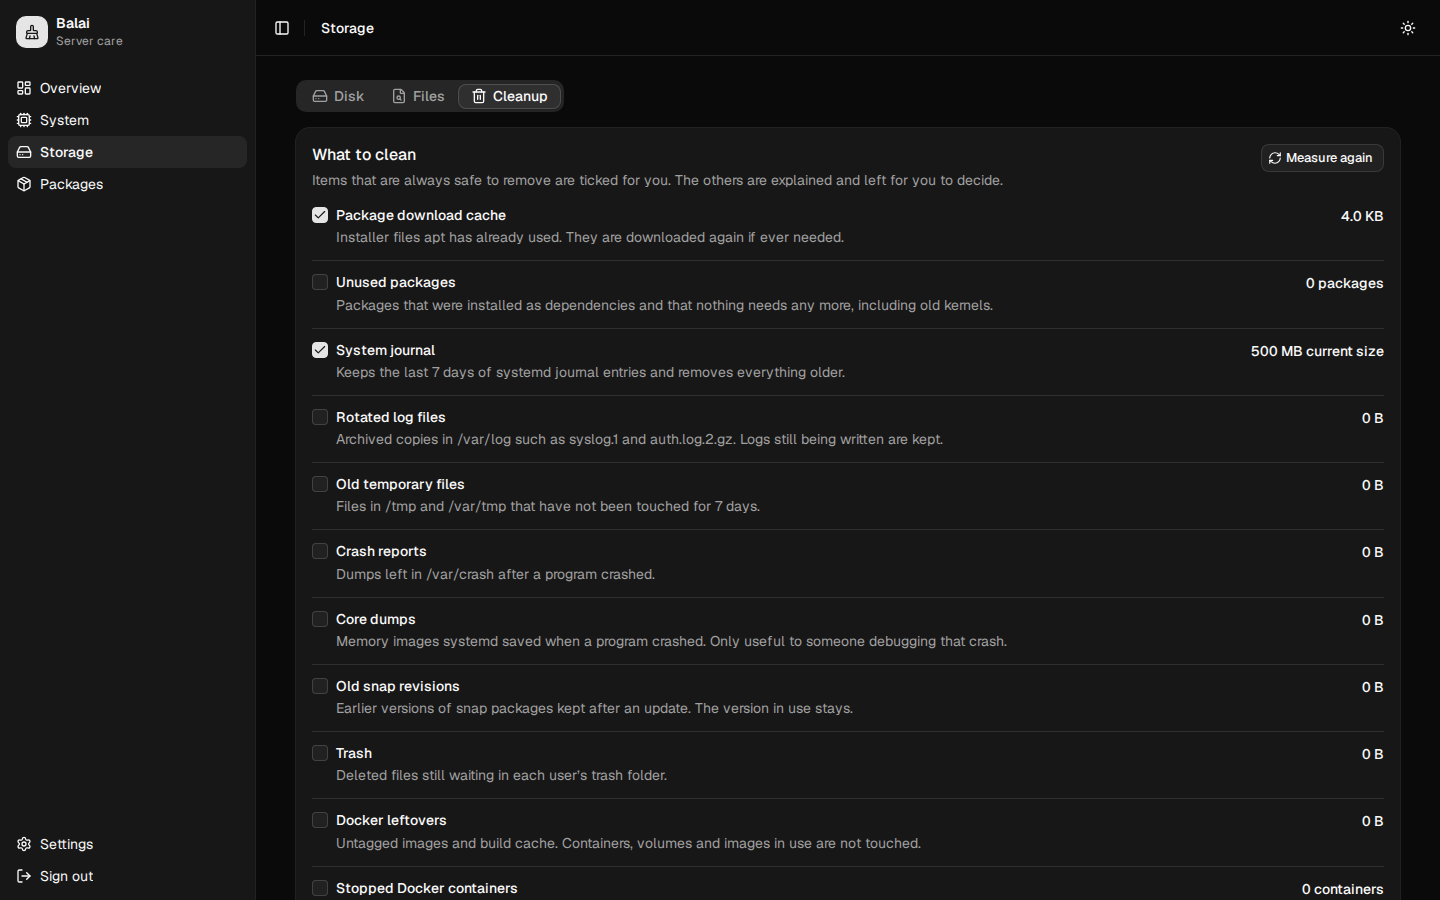 Balai
Server care
Overview
System
Storage
Packages
Settings
Sign out
Storage
Disk
Files
Cleanup
What to clean
Measure again
Items that are always safe to remove are ticked for you. The others are explained and left for you to decide.
Package download cache
4.0 KB
Installer files apt has already used. They are downloaded again if ever needed.
Unused packages
0 packages
Packages that were installed as dependencies and that nothing needs any more, including old kernels.
System journal
500 MB current size
Keeps the last 7 days of systemd journal entries and removes everything older.
Rotated log files
0 B
Archived copies in /var/log such as syslog.1 and auth.log.2.gz. Logs still being written are kept.
Old temporary files
0 B
Files in /tmp and /var/tmp that have not been touched for 7 days.
Crash reports
0 B
Dumps left in /var/crash after a program crashed.
Core dumps
0 B
Memory images systemd saved when a program crashed. Only useful to someone debugging that crash.
Old snap revisions
0 B
Earlier versions of snap packages kept after an update. The version in use stays.
Trash
0 B
Deleted files still waiting in each user's trash folder.
Docker leftovers
0 B
Untagged images and build cache. Containers, volumes and images in use are not touched.
Stopped Docker containers
0 containers